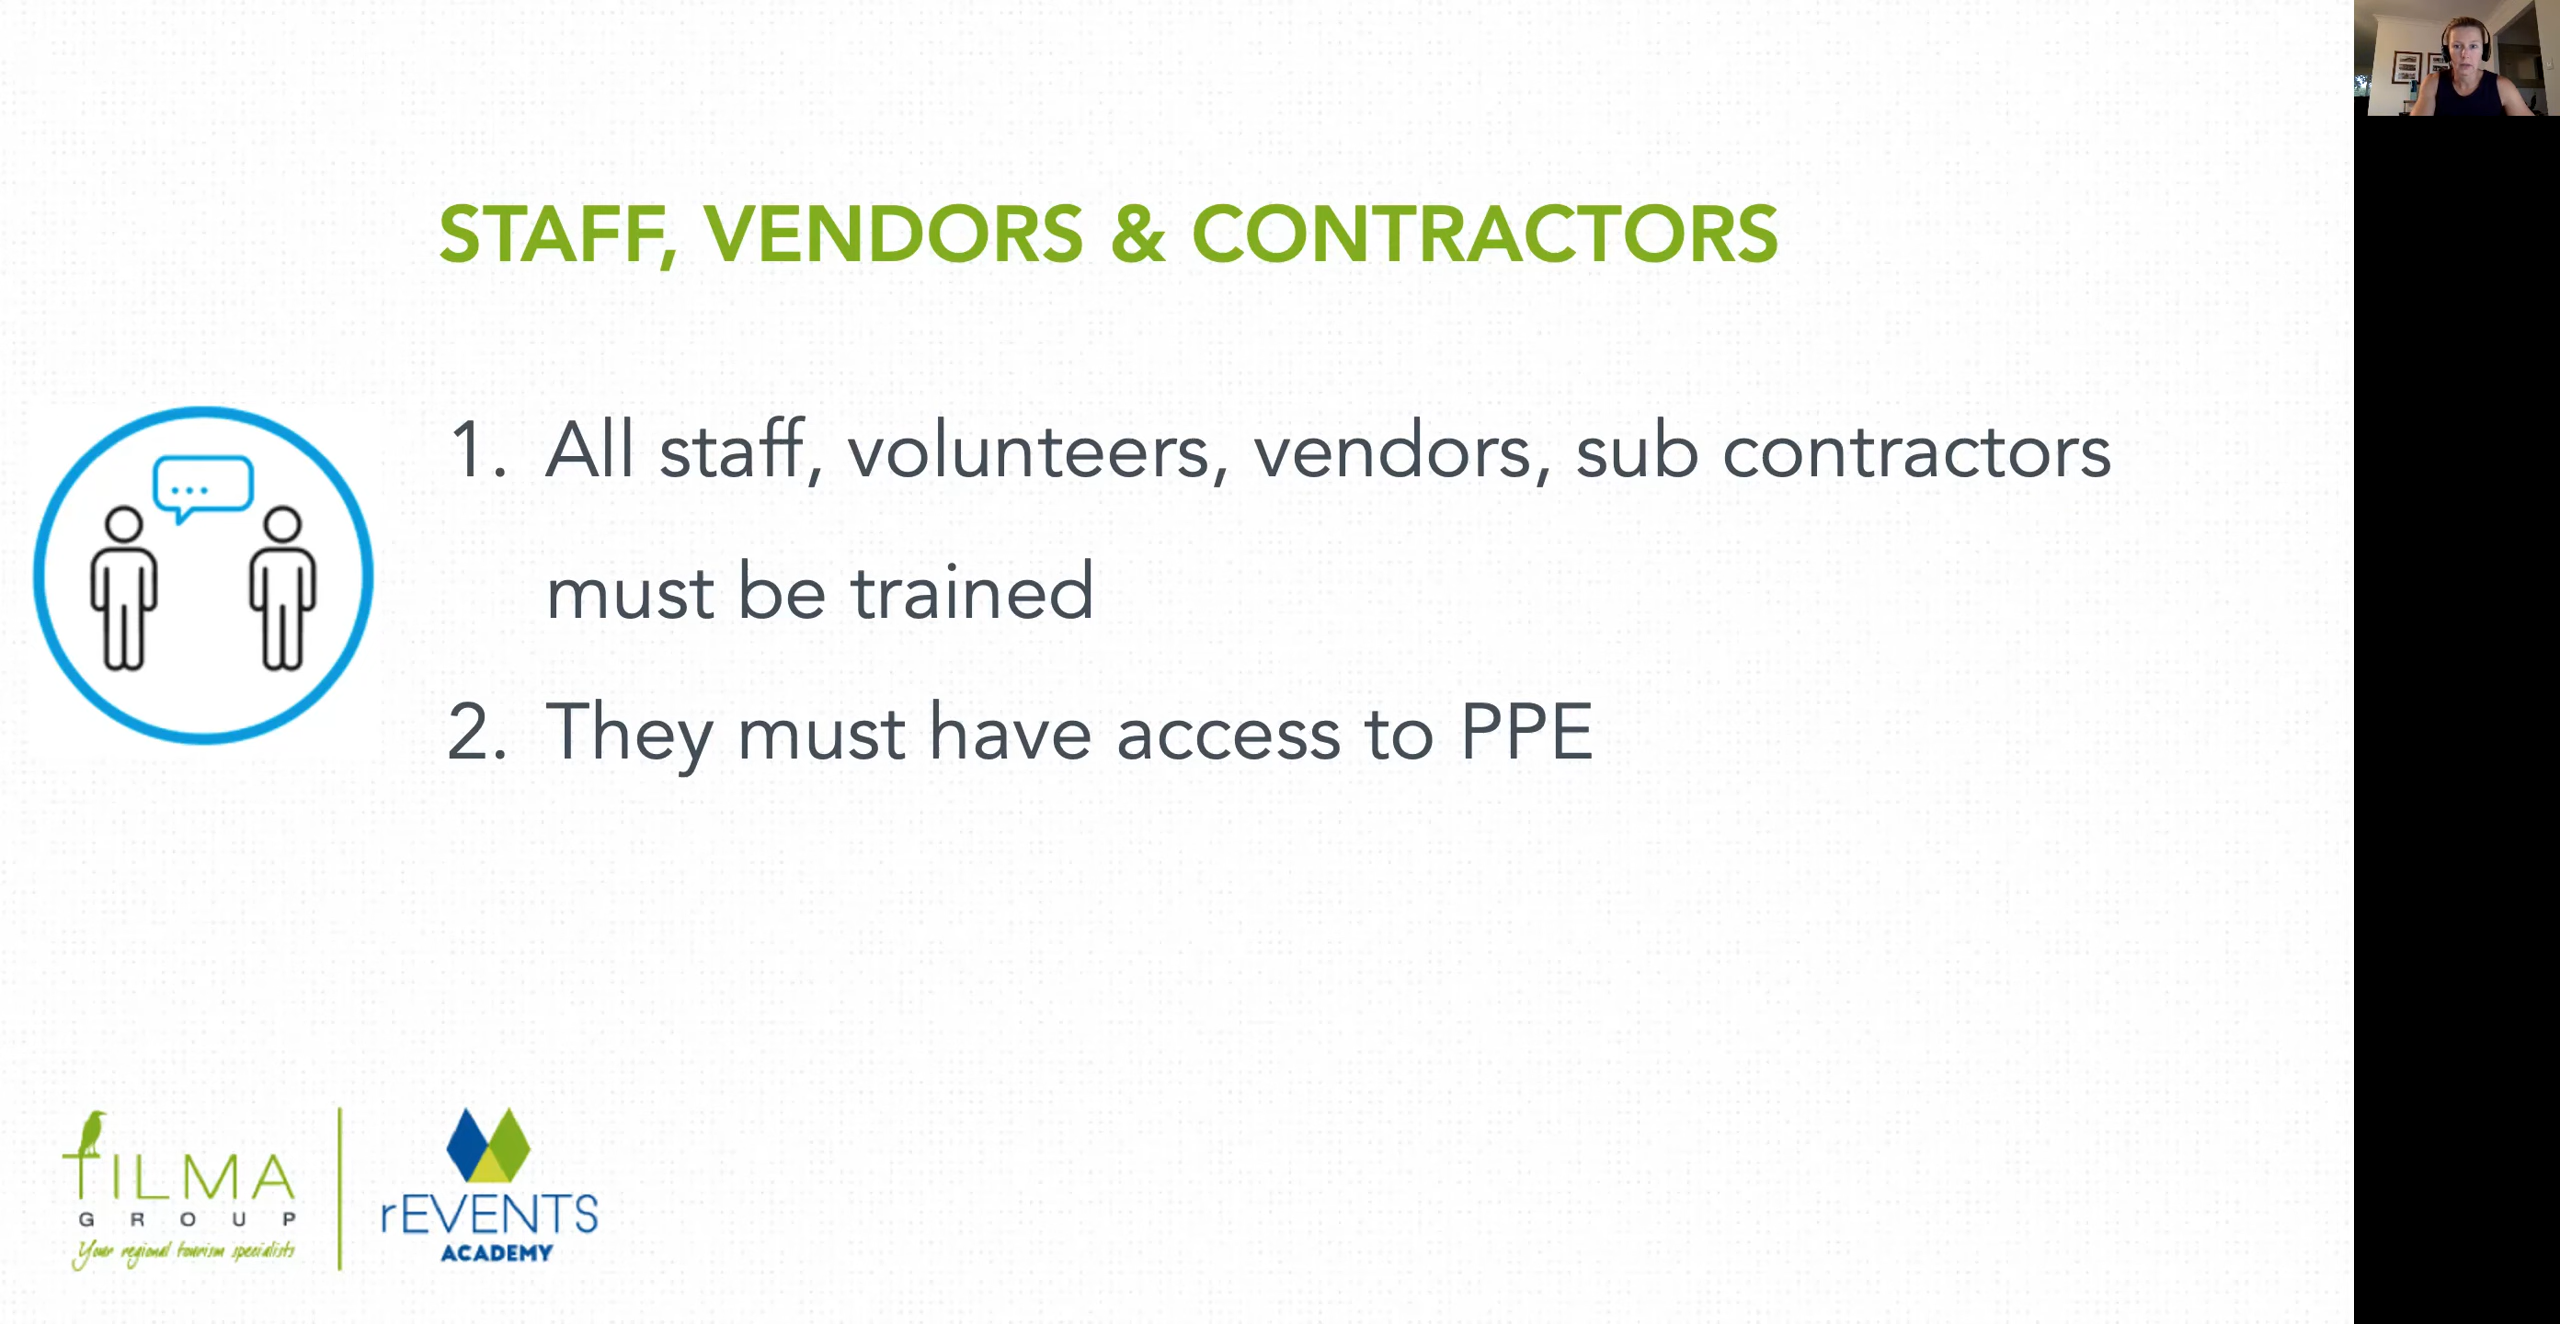 STAFF, VENDORS & CONTRACTORS
1. All staff, volunteers, vendors, sub contractors
must be trained
2. They must have access to PPE
TILMA
GROUP
Your regional tourism specialists
rEVENTS
ACADEMY